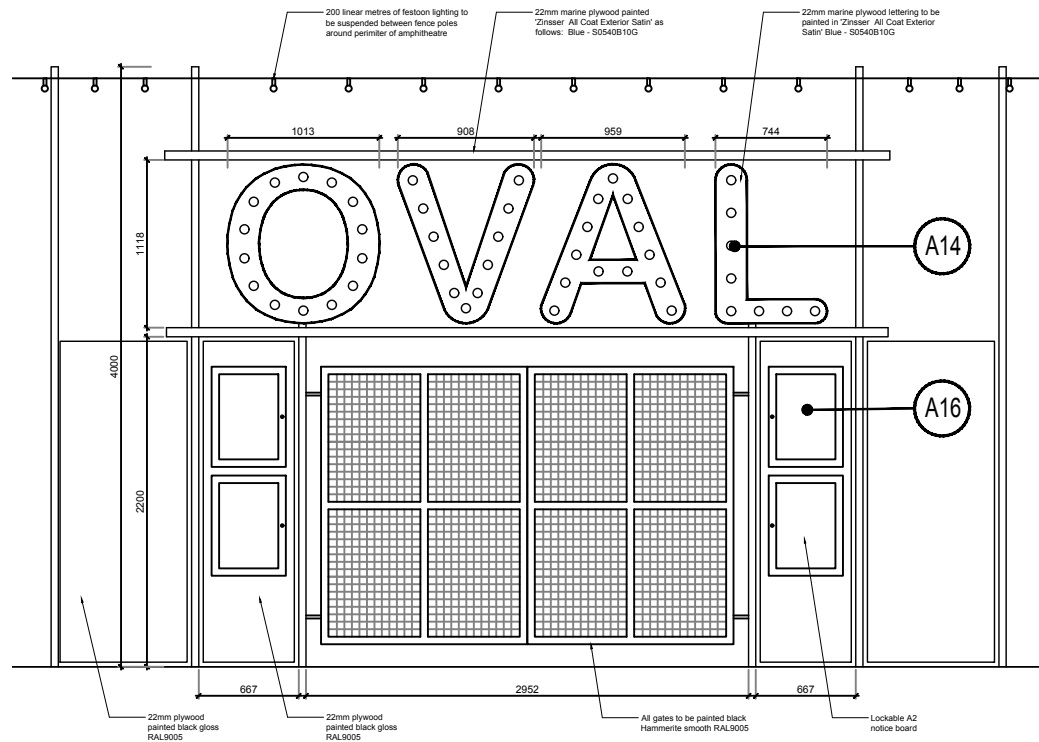 200 linear metres of festoon lighting to
be suspended between fence poles
around perimiter of amphitheatre
22mm marine plywood painted
'Zinsser All Coat Exterior Satin' as
follows: Blue - S0540B10G
22mm marine plywood lettering to be
painted in 'Zinsser All Coat Exterior
Satin' Blue - S0540B10G
1013
908
959
744
OVAL
1118
A14
4000
2200
A16
667
2952
667
22mm plywood
painted black gloss
RAL9005
22mm plywood
painted black gloss
RAL9005
All gates to be painted black
Hammerite smooth RAL9005
Lockable A2
notice board